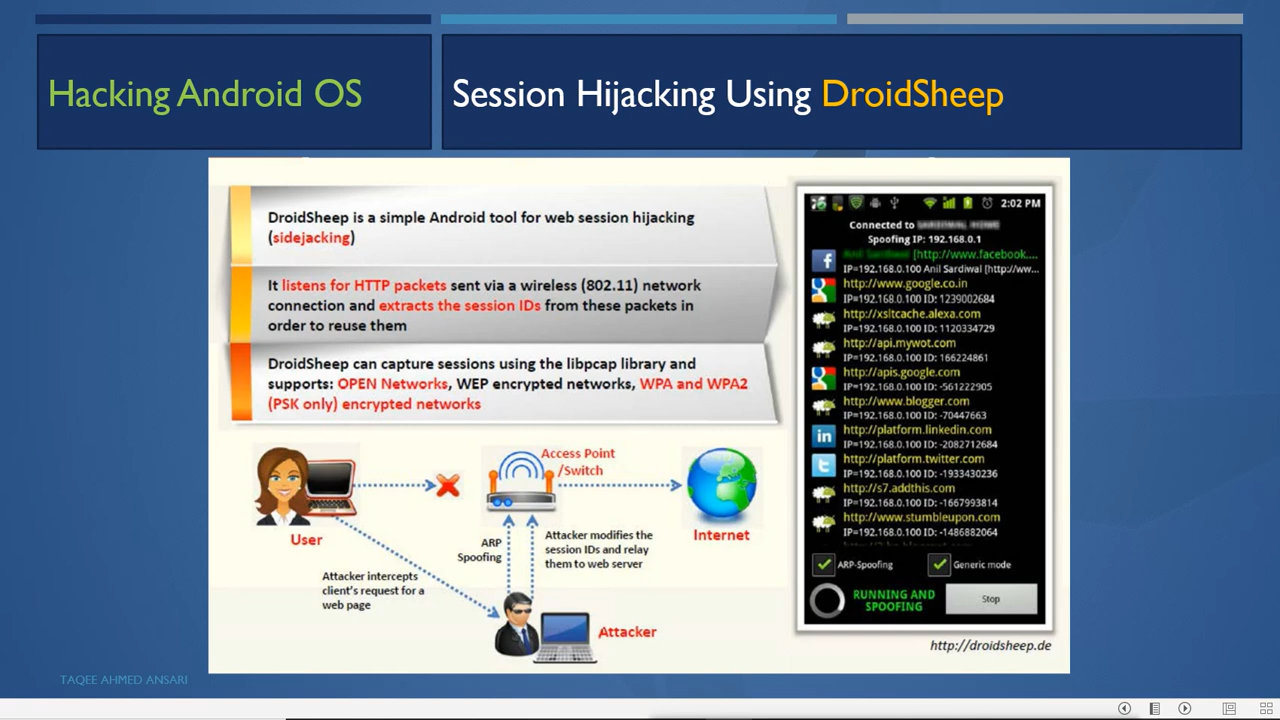 Hacking Android OS
Session Hijacking Using DroidSheep
DroidSheep is a simple Android tool for web session hijacking
(sidejacking)
It listens for HTTP packets sent via a wireless (802.11) network
connection and extracts the session IDs from these packets in
order to reuse them
DroidSheep can capture sessions using the libpcap library and
supports: OPEN Networks, WEP encrypted networks, WPA and WPA2
(PSK only) encrypted networks
Access Point
/Switch
User
Internet
ARP
Spoofing
Attacker modifies the
session IDs and relay
them to web server
Attacker intercepts
client's request for a
web page
Attacker
2:02 PM
Connected to
Spoofing IP: 192.168.0.1
[http://www.facebook....
IP=192.168.0.100 Anil Sardiwal [http://ww...
http://www.google.co.in
IP=192.168.0.100 ID: 1239002684
http://xsltcache.alexa.com
IP=192.168.0.100 ID: 1120334729
http://api.mywot.com
IP=192.168.0.100 ID: 166224861
http://apis.google.com
IP=192.168.0.100 ID: -561222905
http://www.blogger.com
IP=192.168.0.100 ID: -70447663
http://platform.linkedin.com
IP=192.168.0.100 ID: -2082712684
http://platform.twitter.com
IP=192.168.0.100 ID: -1933430236
http://s7.addthis.com
IP=192.168.0.100 ID: -1667993814
http://www.stumbleupon.com
IP=192.168.0.100 ID: -1486882064
ARP-Spoofing
Generic mode
RUNNING AND
SPOOFING
Stop
http://droidsheep.de
TAQEE AHMED ANSARI